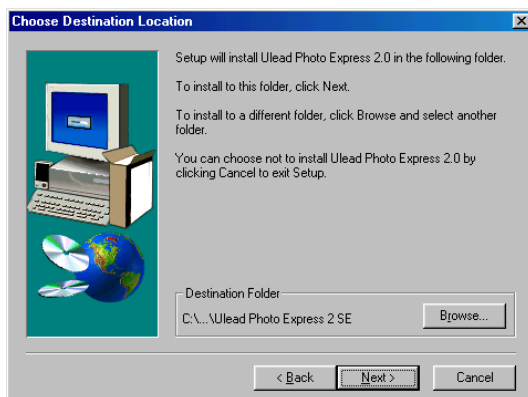 Choose Destination Location
Setup will install Ulead Photo Express 2.0 in the following folder.
To install to this folder, click Next.
To install to a different folder, click Browse and select another
folder.
You can choose not to install Ulead Photo Express 2.0 by
clicking Cancel to exit Setup.
Destination Folder
C:\...\Ulead Photo Express 2 SE
Browse...
< Back
Next >
Cancel